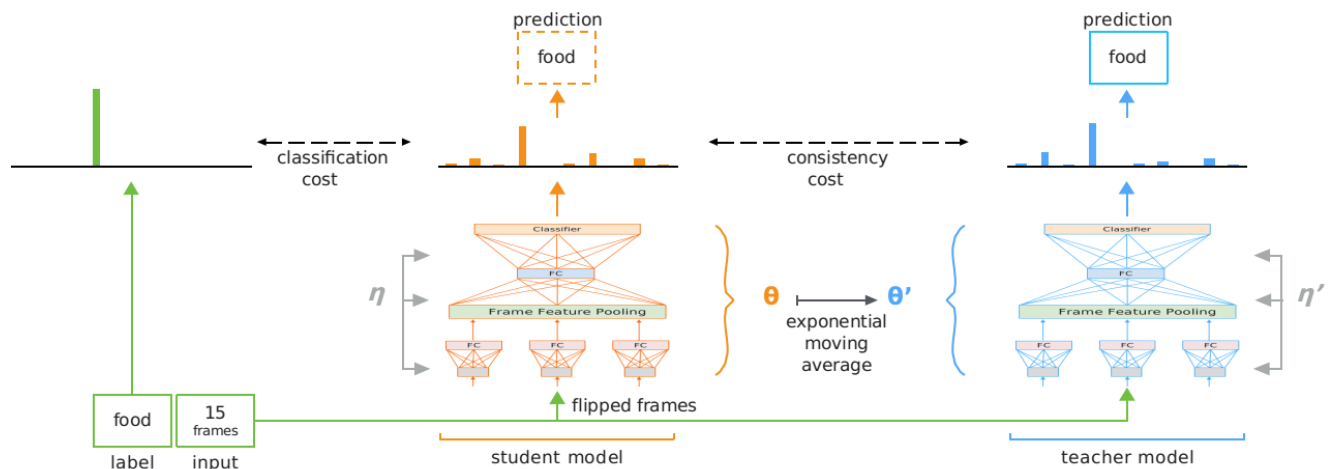 prediction
food
prediction
food
classification
cost
consistency
cost
Classifier
FC
Frame Feature Pooling
FC
FC
FC
η
θ
θ’
exponential
moving
average
Classifier
FC
Frame Feature Pooling
FC
FC
FC
η’
food
15
frames
flipped frames
label
input
student model
teacher model